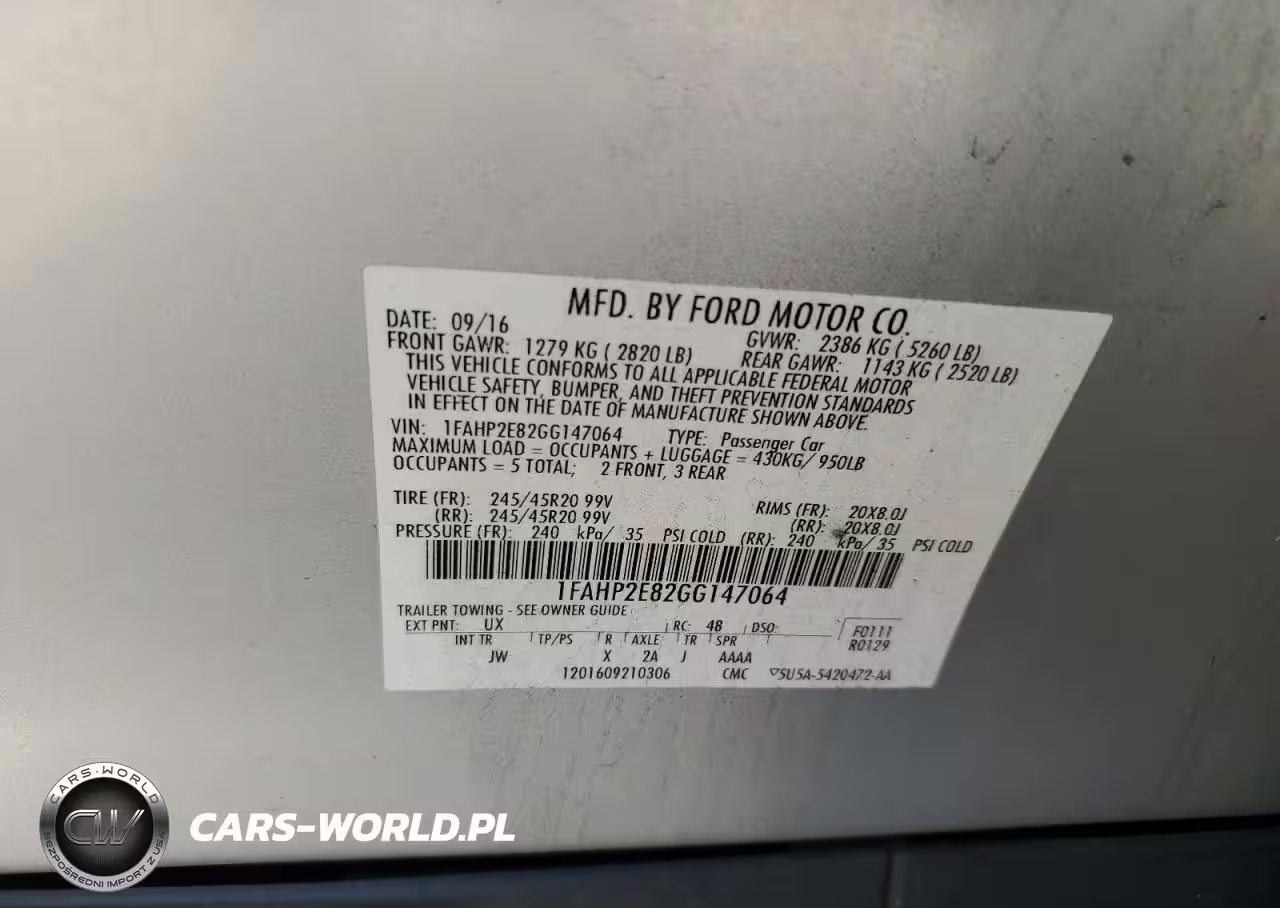 MFD. BY FORD MOTOR CO.
DATE: 09/16 GVWR: 2386 KG ( 5260 LB)
FRONT GAWR: 1279 KG ( 2820 LB) REAR GAWR: 1143 KG ( 2520 LB)
THIS VEHICLE CONFORMS TO ALL APPLICABLE FEDERAL MOTOR
VEHICLE SAFETY, BUMPER, AND THEFT PREVENTION STANDARDS
IN EFFECT ON THE DATE OF MANUFACTURE SHOWN ABOVE.
VIN: 1FAHP2E82GG147064 TYPE: Passenger Car
MAXIMUM LOAD = OCCUPANTS + LUGGAGE = 430KG/ 950LB
OCCUPANTS = 5 TOTAL; 2 FRONT, 3 REAR
TIRE (FR): 245/45R20 99V RIMS (FR): 20X8.0J
(RR): 245/45R20 99V (RR): 20X8.0J
PRESSURE (FR): 240 kPa/ 35 PSI COLD (RR): 240 kPa/ 35 PSI COLD
1FAHP2E82GG147064
TRAILER TOWING - SEE OWNER GUIDE
EXT PNT: UX RC: 48 DSO: F0111
INT TR TP/PS R AXLE TR SPR R0129
JW X 2A J AAAA
1201609210306 CMC 5U5A-5420472-AA
CARS-WORLD
CW
BEZPOŚREDNI IMPORT Z USA
CARS-WORLD.PL